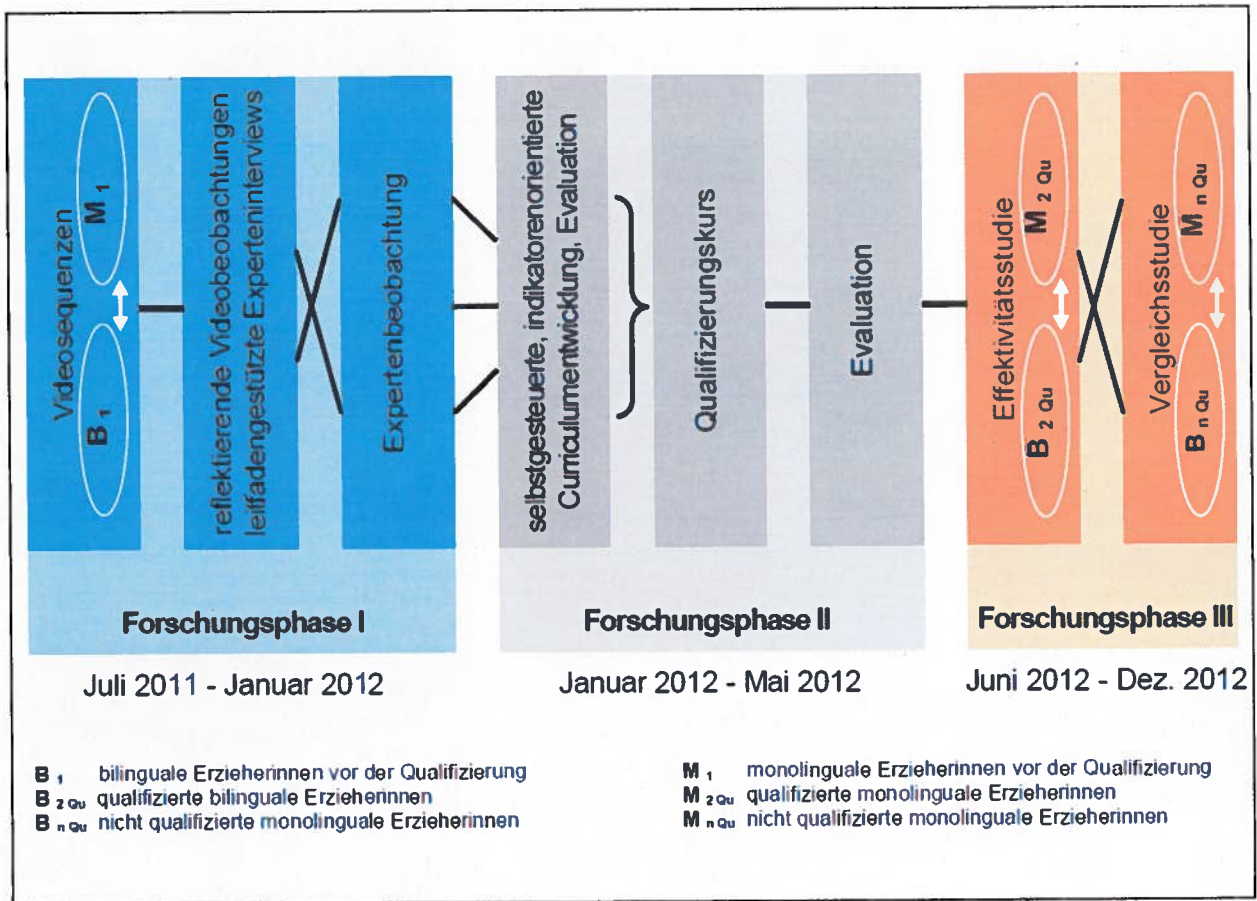 Videosequenzen
B 1
M 1
reflektierende Videobeobachtungen
leitfadengestützte Experteninterviews
Expertenbeobachtung
Forschungsphase I
Juli 2011 - Januar 2012
selbstgesteuerte, indikatorenorientierte
Curriculumentwicklung, Evaluation
Qualifizierungskurs
Evaluation
Forschungsphase II
Januar 2012 - Mai 2012
Effektivitätsstudie
B 2 Qu
M 2 Qu
Vergleichsstudie
B n Qu
M n Qu
Forschungsphase III
Juni 2012 - Dez. 2012
B 1 bilinguale Erzieherinnen vor der Qualifizierung
B 2 Qu qualifizierte bilinguale Erzieherinnen
B n Qu nicht qualifizierte monolinguale Erzieherinnen
M 1 monolinguale Erzieherinnen vor der Qualifizierung
M 2 Qu qualifizierte monolinguale Erzieherinnen
M n Qu nicht qualifizierte monolinguale Erzieherinnen